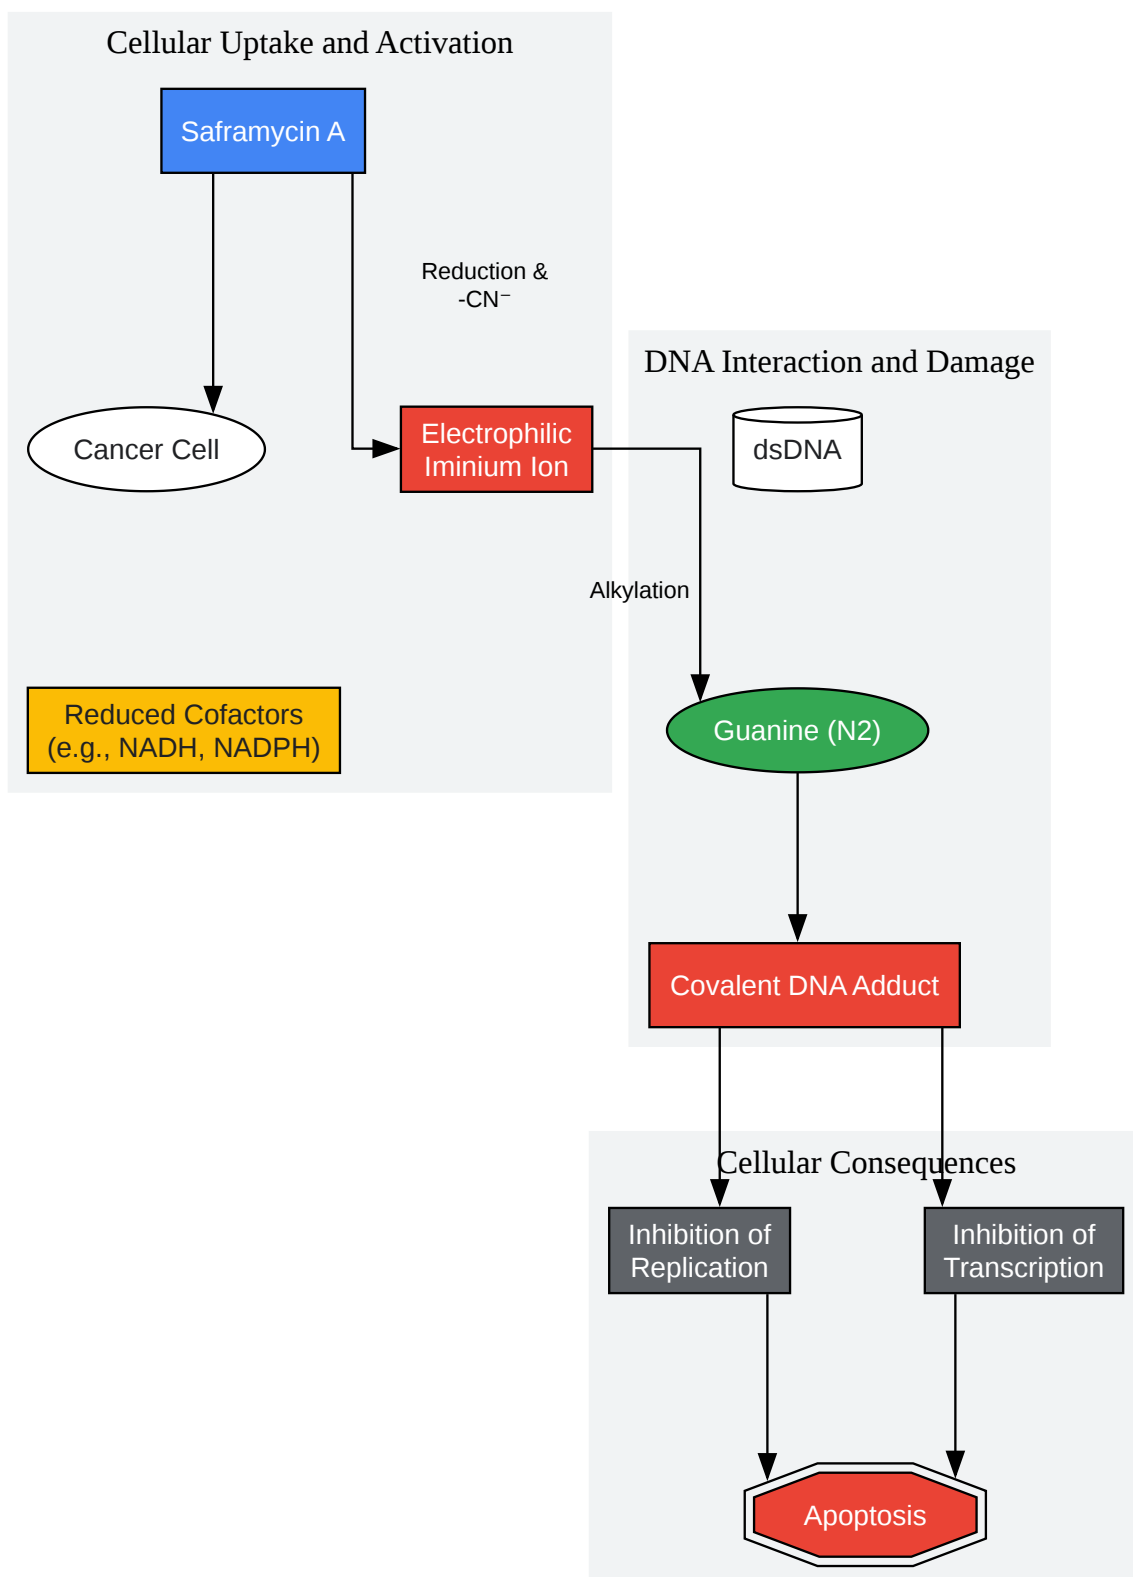 Cellular Uptake and Activation
Saframycin A
Reduction &
-CN⁻
DNA Interaction and Damage
Cancer Cell
Electrophilic
Iminium Ion
dsDNA
Alkylation
Reduced Cofactors
(e.g., NADH, NADPH)
Guanine (N2)
Covalent DNA Adduct
Cellular Consequences
Inhibition of
Replication
Inhibition of
Transcription
Apoptosis